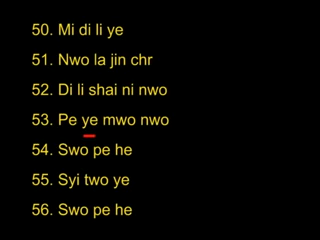 50. Mi di li ye
51. Nwo la jin chr
52. Di li shai ni nwo
53. Pe ye mwo nwo
54. Swo pe he
55. Syi two ye
56. Swo pe he